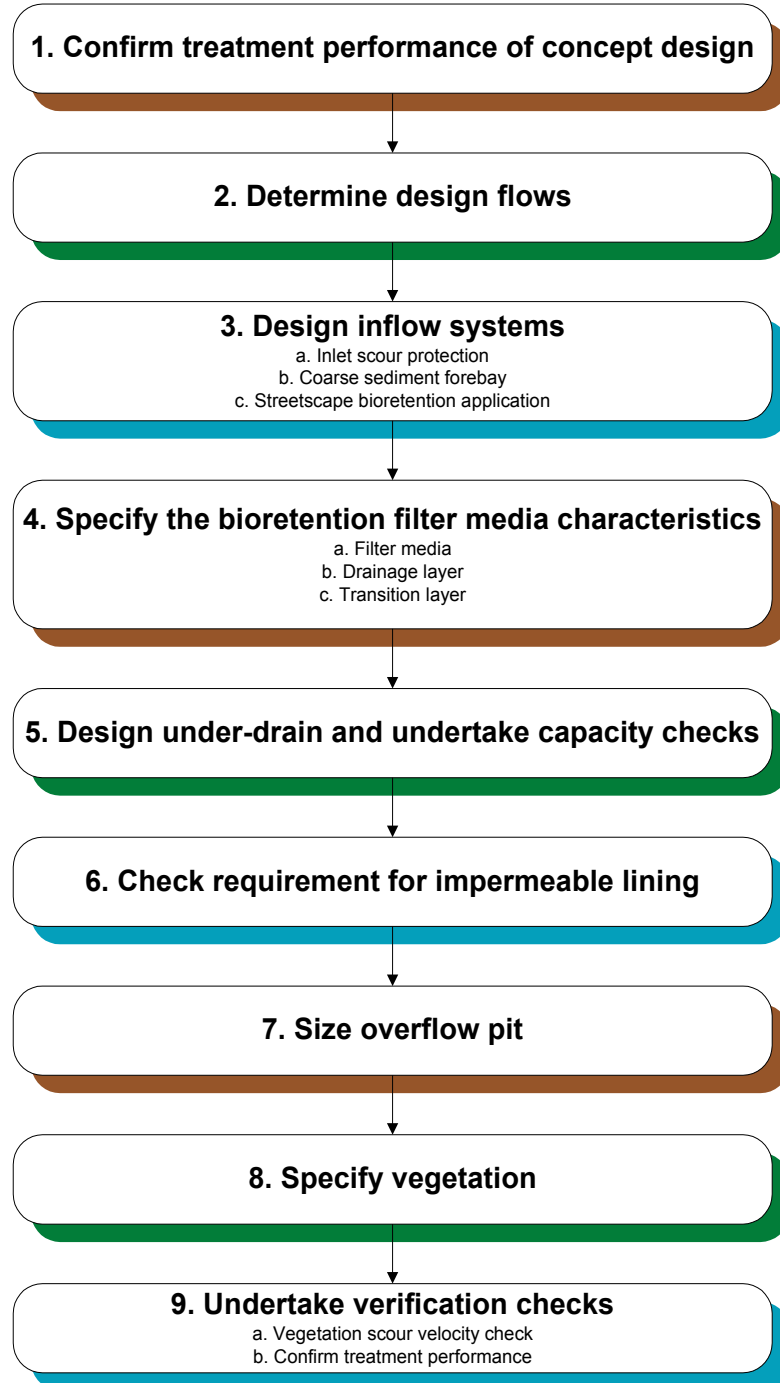 1. Confirm treatment performance of concept design
2. Determine design flows
3. Design inflow systems
a. Inlet scour protection
b. Coarse sediment forebay
c. Streetscape bioretention application
4. Specify the bioretention filter media characteristics
a. Filter media
b. Drainage layer
c. Transition layer
5. Design under-drain and undertake capacity checks
6. Check requirement for impermeable lining
7. Size overflow pit
8. Specify vegetation
9. Undertake verification checks
a. Vegetation scour velocity check
b. Confirm treatment performance